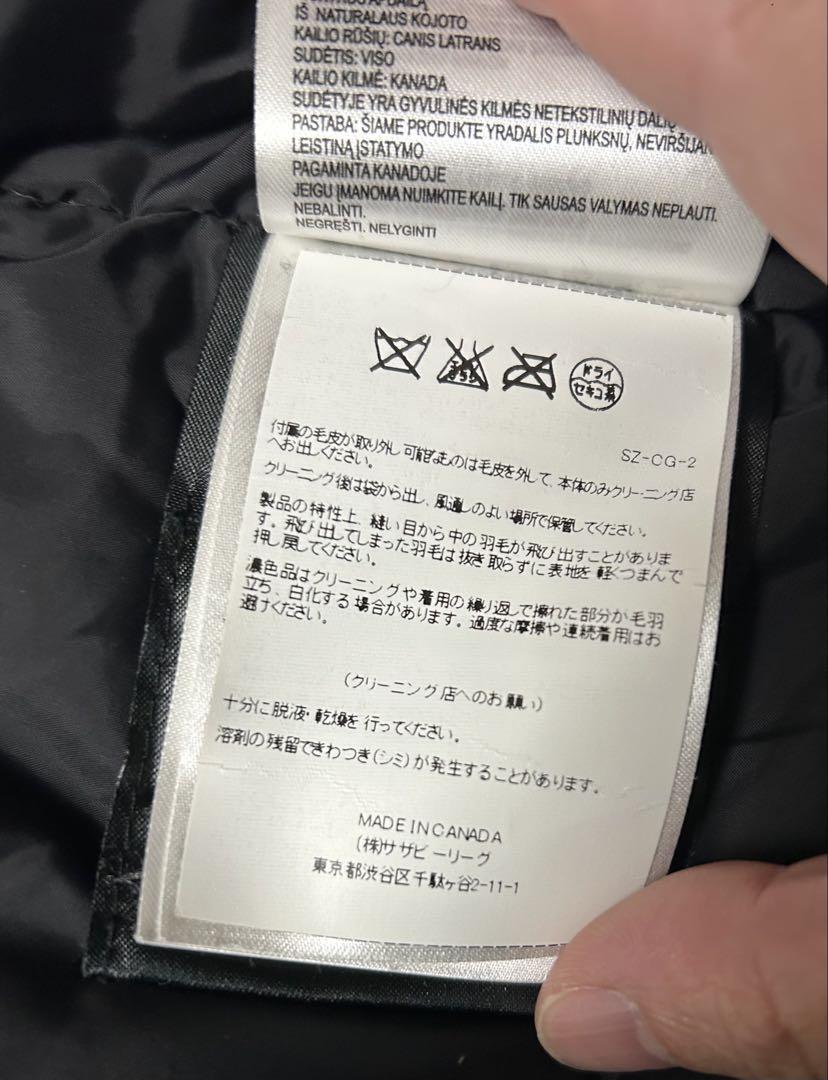 IŠ NATURALAUS KOJOTO
KAILIO RŪŠIŲ: CANIS LATRANS
SUDĖTIS: VISO
KAILIO KILMĖ: KANADA
SUDĖTYJE YRA GYVULINĖS KILMĖS NETEKSTILINIŲ DALIŲ
PASTABA: ŠIAME PRODUKTE YRADALIS PLUNKSNŲ, NEVIRŠIJAN
LEISTINĄ ĮSTATYMO
PAGAMINTA KANADOJE
JEIGU ĮMANOMA NUIMKITE KAILĮ. TIK SAUSAS VALYMAS NEPLAUTI.
NEBALINTI.
NEGRĘŠTI. NELYGINTI
エンソ
サラシ
ドライ
セキユ系
SZ-CG-2
付属の毛皮が取り外し可能なものは毛皮を外して、本体のみクリーニング店
へお出しください。
クリーニング後は袋から出し、風通しのよい場所で保管してください。
製品の特性上、縫い目から中の羽毛が飛び出すことがありま
す。飛び出してしまった羽毛は抜き取らずに表地を軽くつまんで
押し戻してください。
濃色品はクリーニングや着用の繰り返しで擦れた部分が毛羽
立ち、白化する場合があります。過度な摩擦や連続着用はお
避けください。
(クリーニング店へのお願い)
十分に脱液・乾燥を行ってください。
溶剤の残留できわつき(シミ)が発生することがあります。
MADE IN CANADA
(株)サザビーリーグ
東京都渋谷区千駄ヶ谷2-11-1